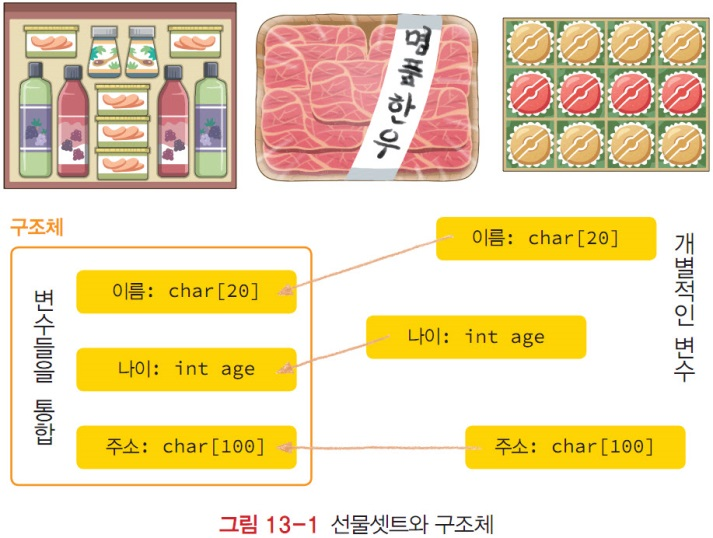 명품한우
구조체
변수들을 통합
이름: char[20]
나이: int age
주소: char[100]
이름: char[20]
나이: int age
주소: char[100]
개별적인 변수
그림 13-1 선물셋트와 구조체